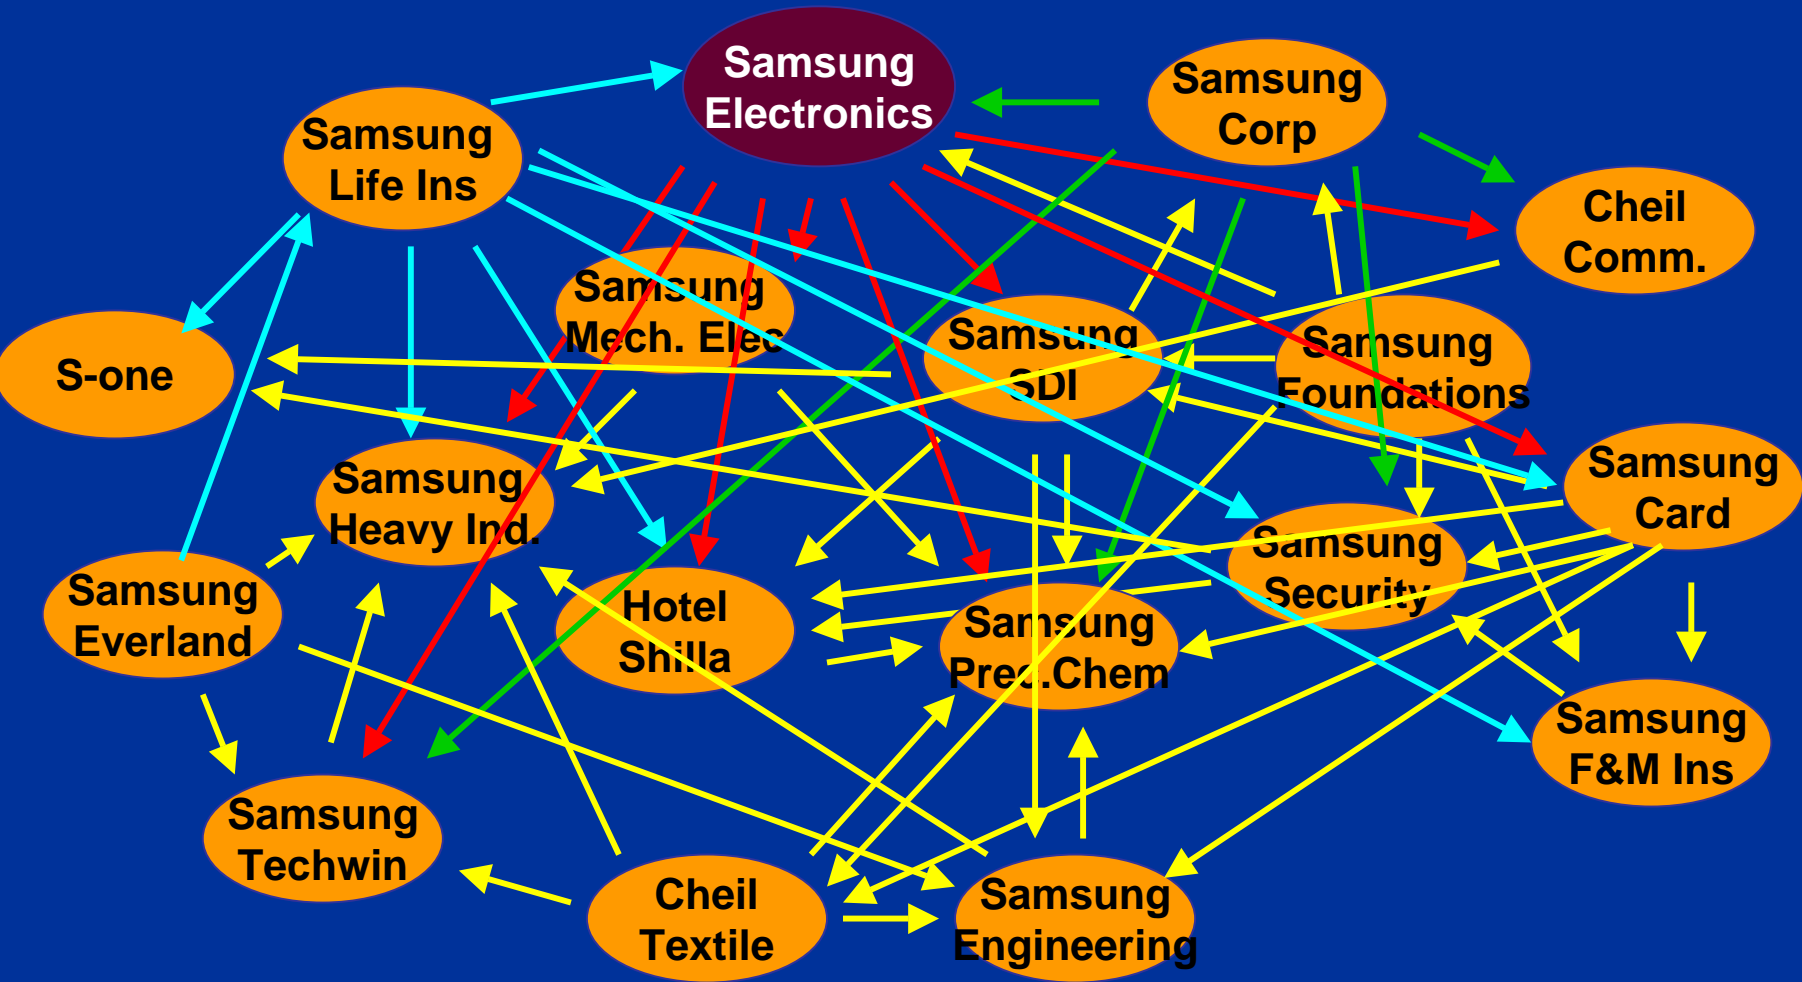 Samsung
Electronics
Samsung
Corp
Samsung
Life Ins
Cheil
Comm.
Samsung
Mech. Elec
Samsung
SDI
Samsung
Foundations
S-one
Samsung
Heavy Ind.
Samsung
Card
Samsung
Security
Samsung
Everland
Hotel
Shilla
Samsung
Prec.Chem
Samsung
F&M Ins
Samsung
Techwin
Cheil
Textile
Samsung
Engineering